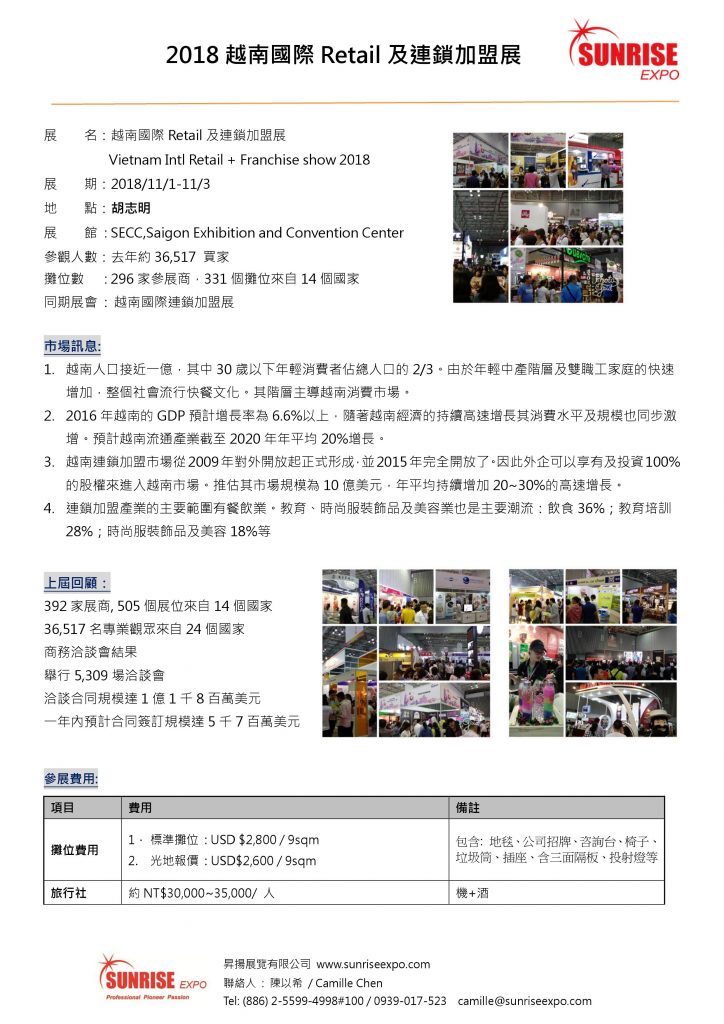 2018 越南國際 Retail 及連鎖加盟展
SUNRISE
EXPO
展 名：越南國際 Retail 及連鎖加盟展
Vietnam Intl Retail + Franchise show 2018
展 期：2018/11/1-11/3
地 點：胡志明
展 館：SECC,Saigon Exhibition and Convention Center
參觀人數：去年約 36,517 買家
攤位數 ：296 家參展商，331 個攤位來自 14 個國家
同期展會 ： 越南國際連鎖加盟展
市場訊息:
1. 越南人口接近一億，其中 30 歲以下年輕消費者佔總人口的 2/3。由於年輕中產階層及雙職工家庭的快速
增加，整個社會流行快餐文化。其階層主導越南消費市場。
2. 2016 年越南的 GDP 預計增長率為 6.6%以上，隨著越南經濟的持續高速增長其消費水平及規模也同步激
增。預計越南流通產業截至 2020 年年平均 20%增長。
3. 越南連鎖加盟市場從 2009 年對外開放起正式形成，並 2015 年完全開放了。因此外企可以享有及投資 100%
的股權來進入越南市場。推估其市場規模為 10 億美元，年平均持續增加 20~30%的高速增長。
4. 連鎖加盟產業的主要範圍有餐飲業。教育、時尚服裝飾品及美容業也是主要潮流：飲食 36%；教育培訓
28%；時尚服裝飾品及美容 18%等
上屆回顧：
392 家展商, 505 個展位來自 14 個國家
36,517 名專業觀眾來自 24 個國家
商務洽談會結果
舉行 5,309 場洽談會
洽談合同規模達 1 億 1 千 8 百萬美元
一年內預計合同簽訂規模達 5 千 7 百萬美元
參展費用:
項目 費用 備註
攤位費用
1. 標準攤位：USD $2,800 / 9sqm
2. 光地報價：USD$2,600 / 9sqm
包含: 地毯、公司招牌、咨詢台、椅子、
垃圾筒、插座、含三面隔板、投射燈等
旅行社 約 NT$30,000~35,000/ 人 機+酒
SUNRISE EXPO
Professional Pioneer Passion
昇揚展覽有限公司 www.sunriseexpo.com
聯絡人 ： 陳以希 / Camille Chen
Tel: (886) 2-5599-4998#100 / 0939-017-523 camille@sunriseexpo.com